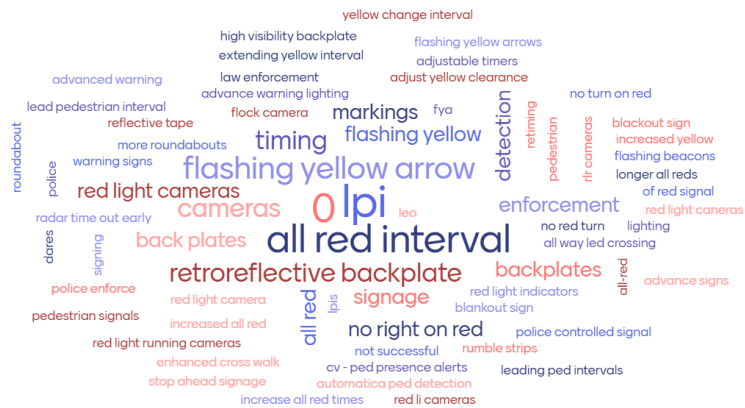 yellow change interval
high visibility backplate
flashing yellow arrows
extending yellow interval
adjustable timers
advanced warning
law enforcement
adjust yellow clearance
advance warning lighting
no turn on red
lead pedestrian interval
flock camera
markings
fya
detection
retiming
pedestrian
rlr cameras
blackout sign
reflective tape
timing
flashing yellow
increased yellow
roundabout
more roundabouts
flashing beacons
warning signs
police
flashing yellow arrow
longer all reds
red light cameras
0
lpi
enforcement
of red signal
cameras
leo
red light caneras
radar time out early
no red turn
lighting
dares
signing
back plates
all red interval
all way led crossing
retroreflective backplate
backplates
all-red
advance signs
police enforce
red light camera
all red
lpis
signage
red light indicators
blankout sign
pedestrian signals
increased all red
no right on red
police controlled signal
red light running cameras
not successful
rumble strips
enhanced cross walk
cv - ped presence alerts
leading ped intervals
stop ahead signage
automatica ped detection
increase all red times
red li cameras